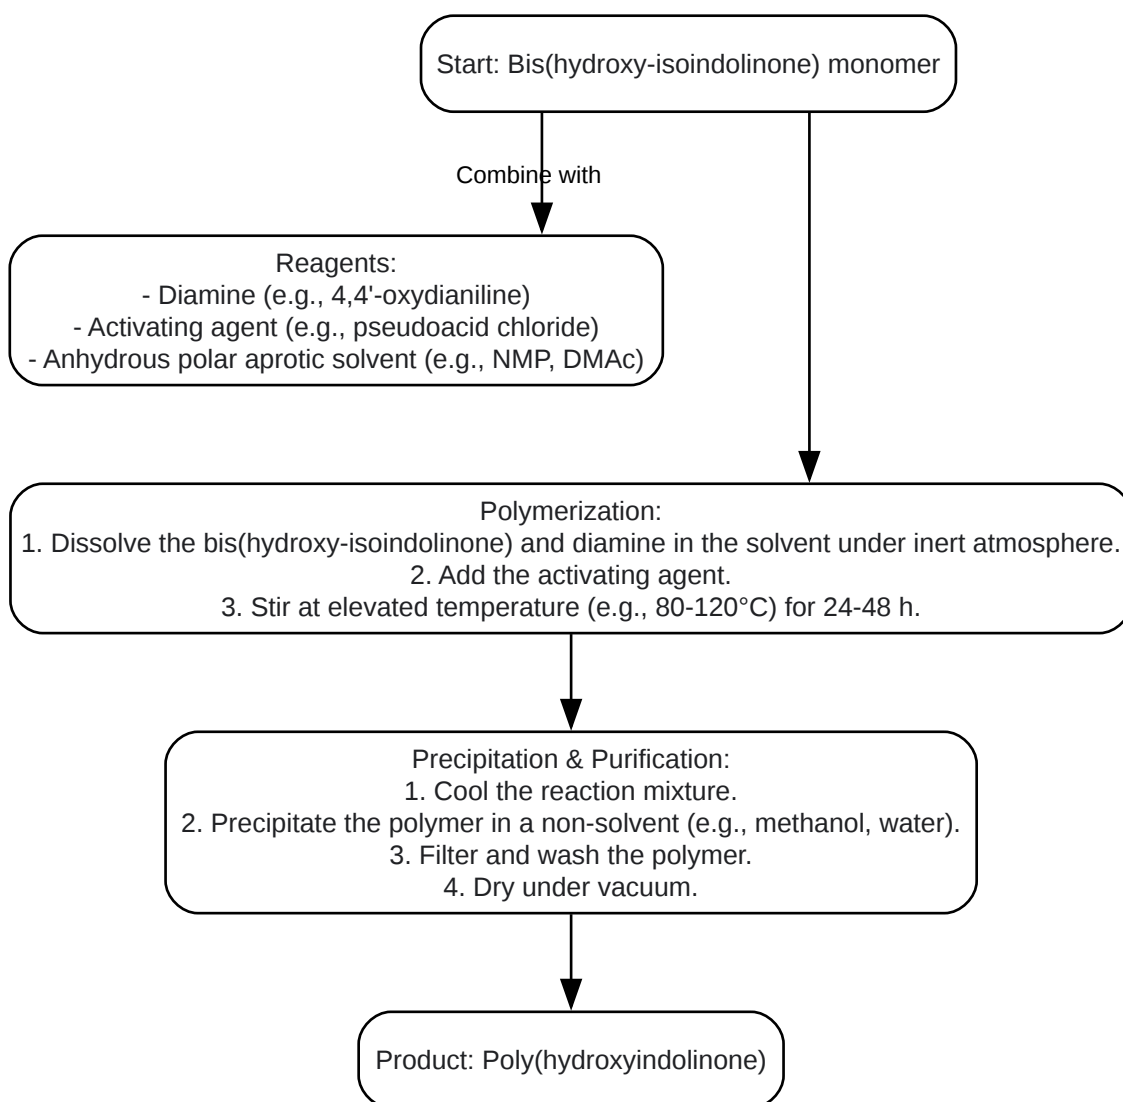 Start: Bis(hydroxy-isoindolinone) monomer
Combine with
Reagents:
- Diamine (e.g., 4,4'-oxydianiline)
- Activating agent (e.g., pseudoacid chloride)
- Anhydrous polar aprotic solvent (e.g., NMP, DMAc)
Polymerization:
1. Dissolve the bis(hydroxy-isoindolinone) and diamine in the solvent under inert atmosphere.
2. Add the activating agent.
3. Stir at elevated temperature (e.g., 80-120°C) for 24-48 h.
Precipitation & Purification:
1. Cool the reaction mixture.
2. Precipitate the polymer in a non-solvent (e.g., methanol, water).
3. Filter and wash the polymer.
4. Dry under vacuum.
Product: Poly(hydroxyindolinone)